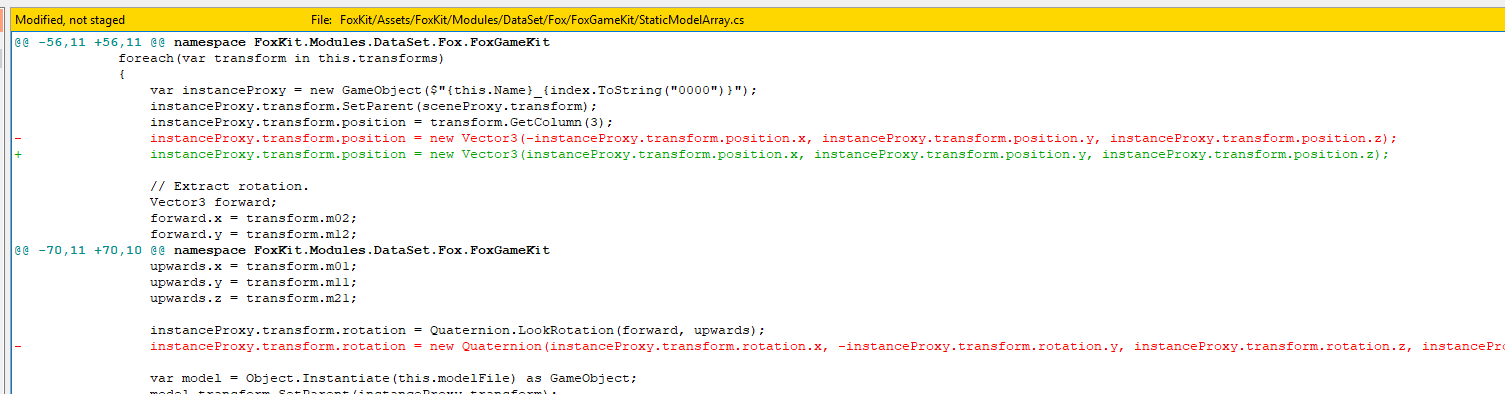 Modified, not staged File: FoxKit/Assets/FoxKit/Modules/DataSet/Fox/FoxGameKit/StaticModelArray.cs
@@ -56,11 +56,11 @@ namespace FoxKit.Modules.DataSet.Fox.FoxGameKit
foreach(var transform in this.transforms)
{
var instanceProxy = new GameObject($"{this.Name}_{index.ToString("0000")}");
instanceProxy.transform.SetParent(sceneProxy.transform);
instanceProxy.transform.position = transform.GetColumn(3);
- instanceProxy.transform.position = new Vector3(-instanceProxy.transform.position.x, instanceProxy.transform.position.y, instanceProxy.transform.position.z);
+ instanceProxy.transform.position = new Vector3(instanceProxy.transform.position.x, instanceProxy.transform.position.y, instanceProxy.transform.position.z);
// Extract rotation.
Vector3 forward;
forward.x = transform.m02;
forward.y = transform.m12;
@@ -70,11 +70,10 @@ namespace FoxKit.Modules.DataSet.Fox.FoxGameKit
upwards.x = transform.m01;
upwards.y = transform.m11;
upwards.z = transform.m21;
instanceProxy.transform.rotation = Quaternion.LookRotation(forward, upwards);
- instanceProxy.transform.rotation = new Quaternion(instanceProxy.transform.rotation.x, -instanceProxy.transform.rotation.y, instanceProxy.transform.rotation.z, instancePro
var model = Object.Instantiate(this.modelFile) as GameObject;
model.transform.SetParent(instanceProxy.transform);